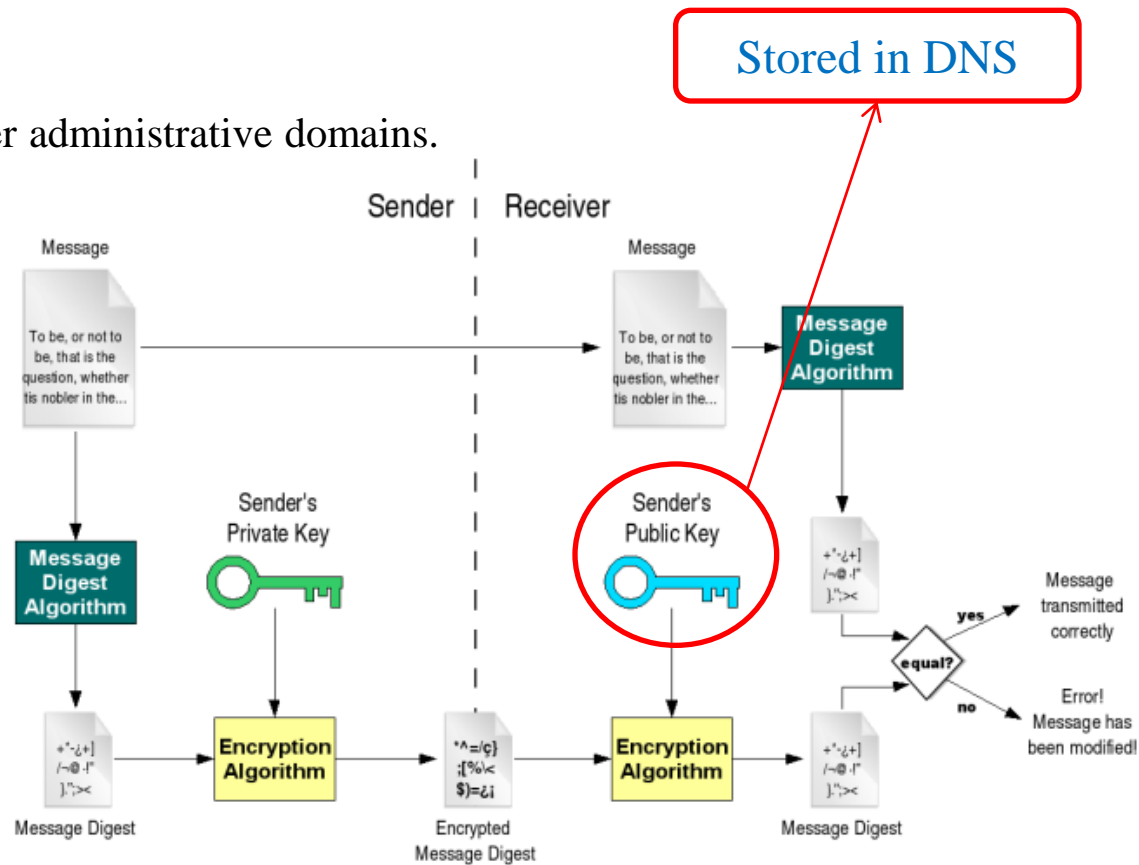 Stored in DNS
er administrative domains.
Sender
Receiver
Message
To be, or not to
be, that is the
question, whether
tis nobler in the...
Message
To be, or not to
be, that is the
question, whether
tis nobler in the...
Message
Digest
Algorithm
Sender's
Private Key
Sender's
Public Key
Message
Digest
Algorithm
+*-¿+]
/¬@·!"
}.";><
equal?
yes
no
Message
transmitted
correctly
Error!
Message has
been modified!
+*-¿+]
/¬@·!"
}.";><
Message Digest
Encryption
Algorithm
*^=/ç}
;[%\<
$)=¿¡
Encrypted
Message Digest
Encryption
Algorithm
+*-¿+]
/¬@·!"
}.";><
Message Digest